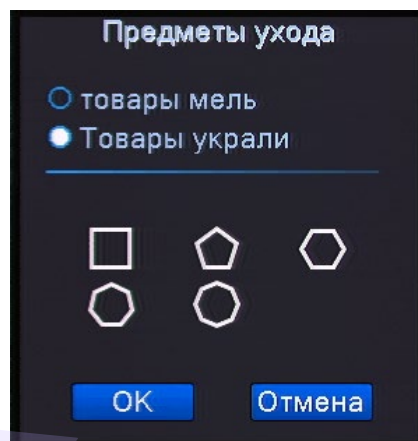 Предметы ухода
товары мель
Товары украли
OK
Отмена